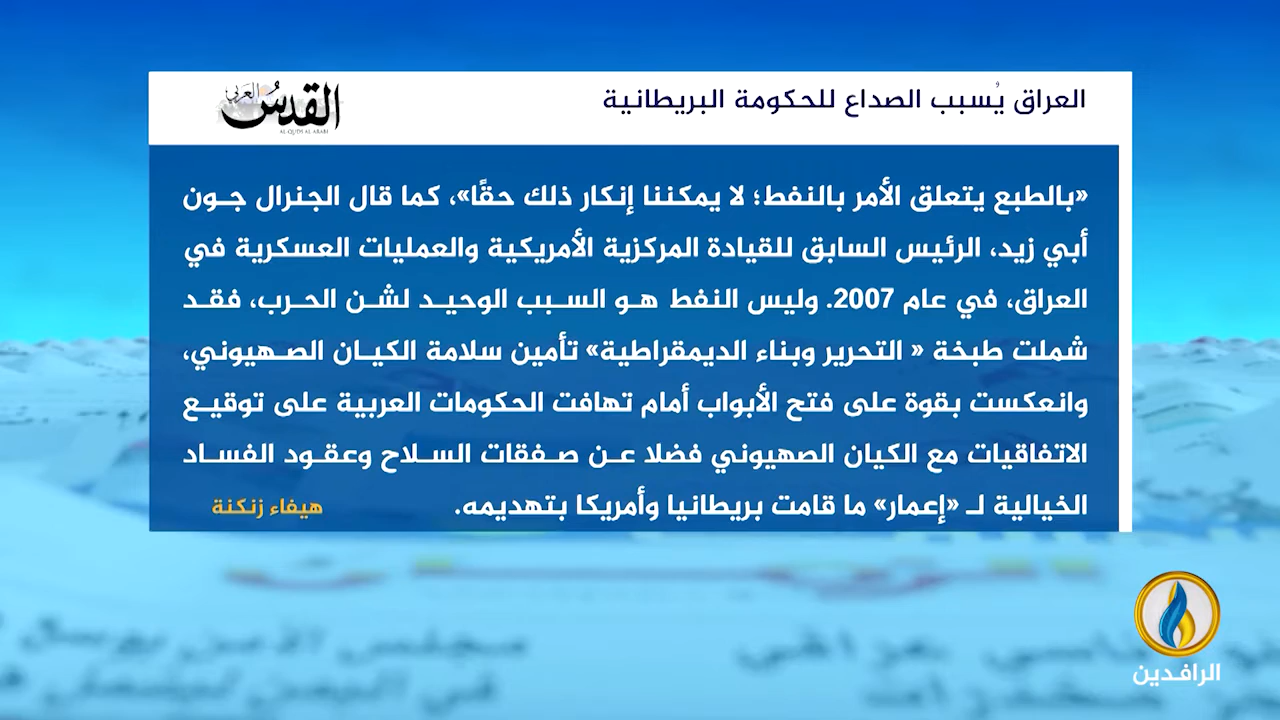 العراق يُسبب الصداع للحكومة البريطانية
القدس العربي
AL-QUDS AL-ARABI
«بالطبع يتعلق الأمر بالنفط؛ لا يمكننا إنكار ذلك حقًا»، كما قال الجنرال جون
أبي زيد، الرئيس السابق للقيادة المركزية الأمريكية والعمليات العسكرية في
العراق، في عام 2007. وليس النفط هو السبب الوحيد لشن الحرب، فقد
شملت طبخة « التحرير وبناء الديمقراطية» تأمين سلامة الكيان الصهيوني،
وانعكست بقوة على فتح الأبواب أمام تهافت الحكومات العربية على توقيع
الاتفاقيات مع الكيان الصهيوني فضلا عن صفقات السلاح وعقود الفساد
الخيالية لـ «إعمار» ما قامت بريطانيا وأمريكا بتهديمه.
هيفاء زنكنة
مجلس الأمن
في اليمن
الرافدين